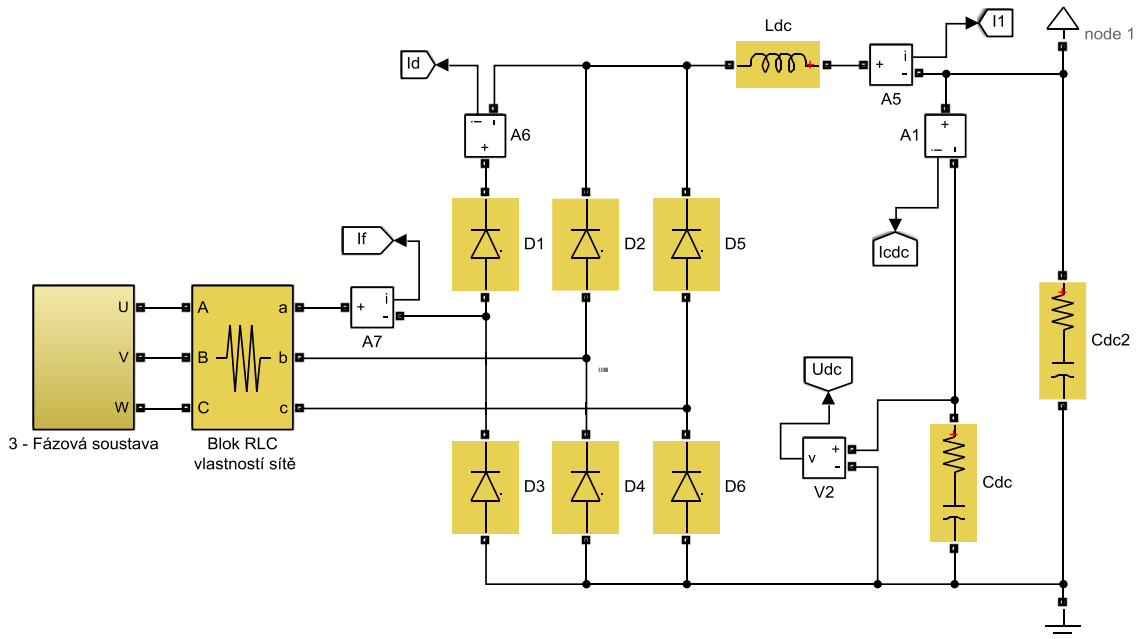 Ldc
I1
node 1
Id
i
+
-
A5
A6
+
A1
+
D1
D2
D5
If
Icdc
+
i
-
A7
U
A
a
V
B
b
W
C
c
Cdc2
Udc
v
+
-
V2
Cdc
3 - Fázová soustava
Blok RLC
vlastností sítě
D3
D4
D6